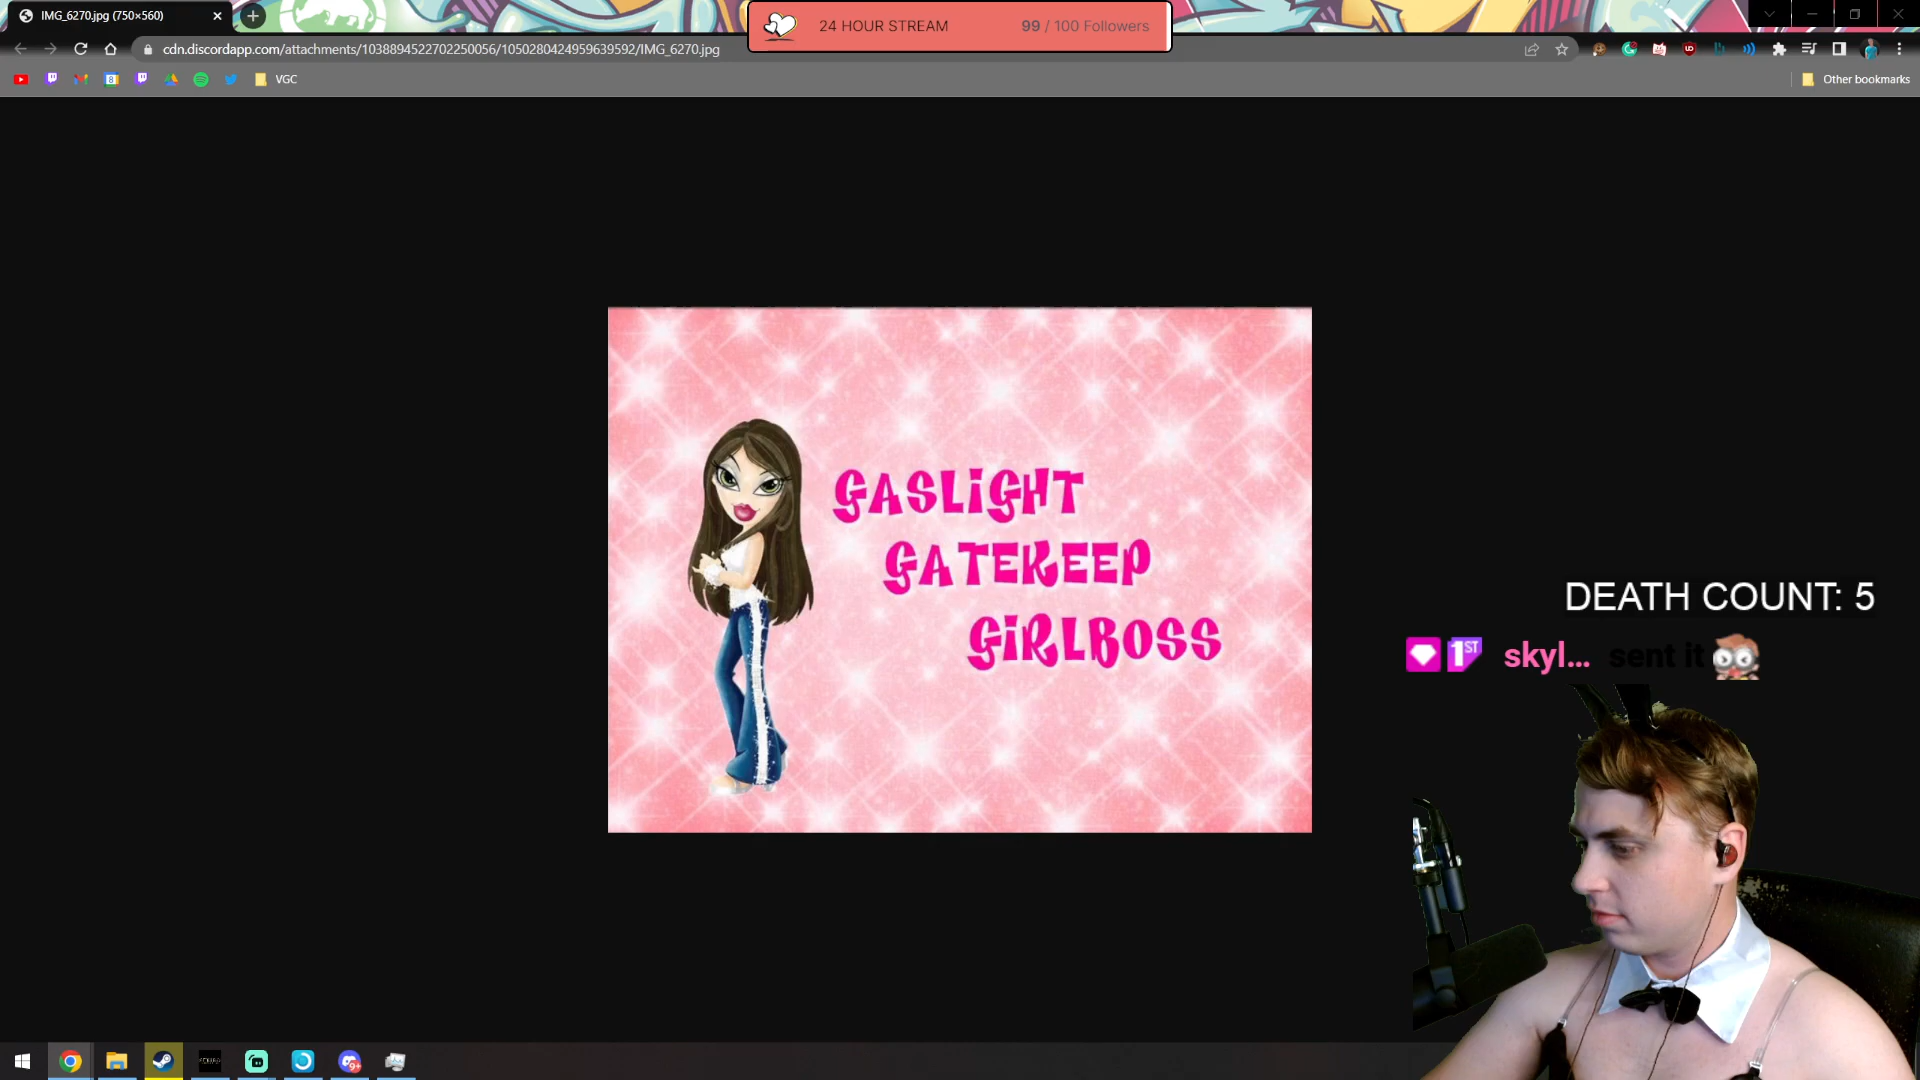 IMG_6270.jpg (750×560)
24 HOUR STREAM 99 / 100 Followers
cdn.discordapp.com/attachments/1038894522702250056/1050280424959639592/IMG_6270.jpg
VGC
Other bookmarks
GASLIGHT
GATEKEEP
GIRLBOSS
DEATH COUNT: 5
1ST skyl... sent it
9+